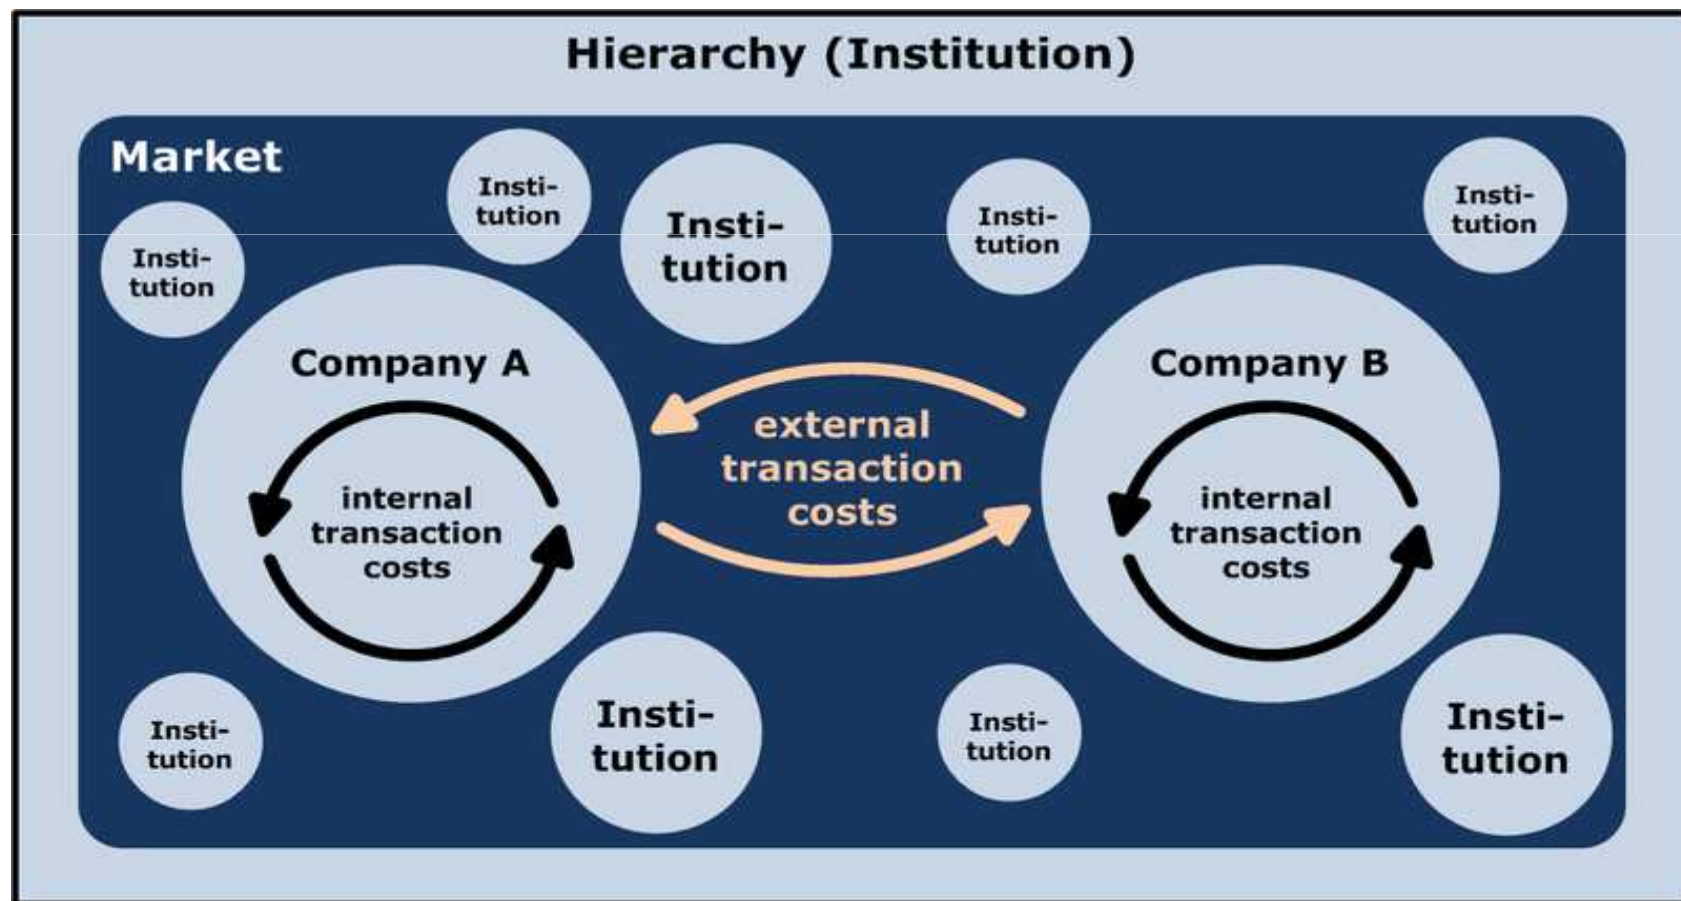 Hierarchy (Institution)
Market
Insti-
tution
Insti-
tution
Insti-
tution
Insti-
tution
Insti-
tution
Company A
internal
transaction
costs
external
transaction
costs
Company B
internal
transaction
costs
Insti-
tution
Insti-
tution
Insti-
tution
Insti-
tution